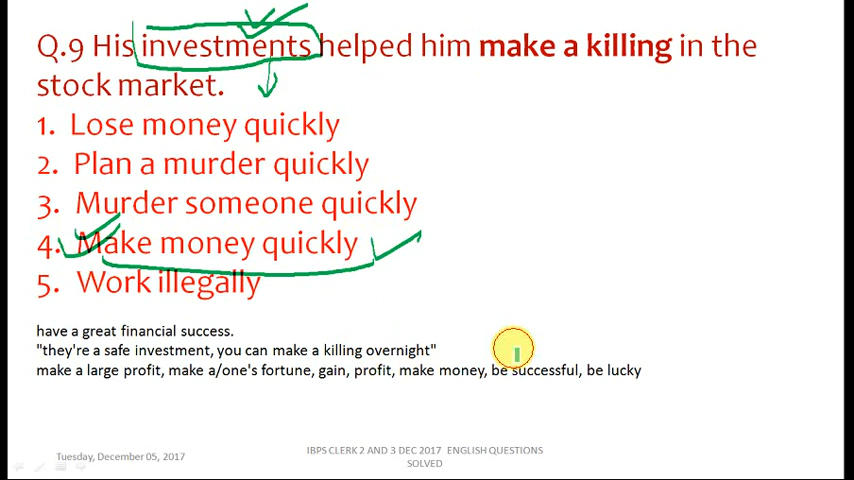 Q.9 His investments helped him make a killing in the
stock market.
1. Lose money quickly
2. Plan a murder quickly
3. Murder someone quickly
4. Make money quickly
5. Work illegally
have a great financial success.
"they're a safe investment, you can make a killing overnight"
make a large profit, make a/one's fortune, gain, profit, make money, be successful, be lucky
Tuesday, December 05, 2017
IBPS CLERK 2 AND 3 DEC 2017 ENGLISH QUESTIONS
SOLVED